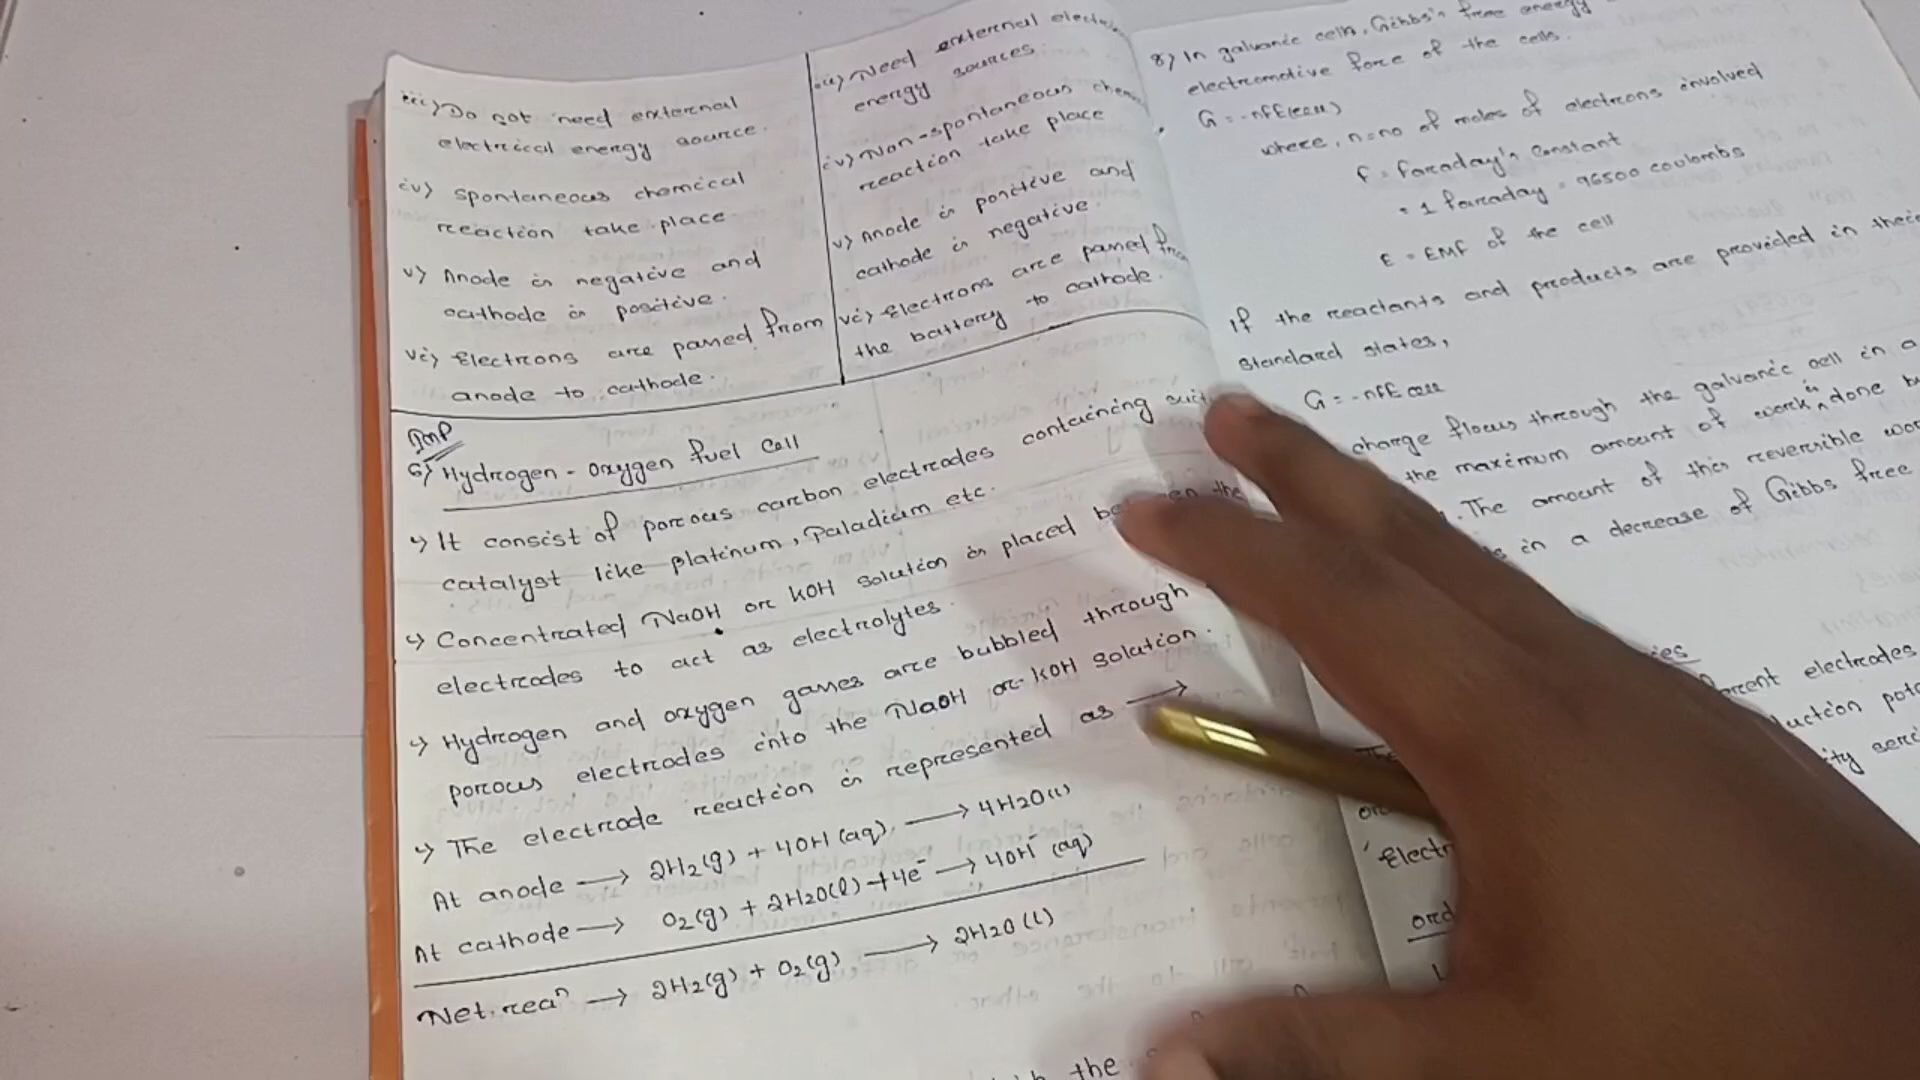 iii) Do not need external
electrical energy source.
iv) spontaneous chemical
reaction take place.
v) Anode is negative and
cathode is positive.
vi) Electrons are passed from
anode to cathode.
Need external
energy sources.
iv) Non-spontaneous
reaction take place
v) Anode is positive and
cathode is negative.
vi) Electrons are passed
the battery to cathode.
Imp
6) Hydrogen - oxygen fuel cell
↳ It consist of porous carbon electrodes containing
catalyst like platinum, Paladium etc.
↳ Concentrated NaOH or KOH solution is placed the
electrodes to act as electrolytes.
↳ Hydrogen and oxygen gases are bubbled through
porous electrodes into the NaOH or KOH solution.
↳ The electrode reaction is represented as →
At anode → 2H2(g) + 4OH(aq) → 4H2O(l)
At cathode → O2(g) + 2H2O(l) + 4e⁻ → 4OH⁻ (aq)
Net rean → 2H2(g) + O2(g) → 2H2O(l)
the
8) In galvanic cells, Gibbs's free energy
electromotive force of the cells.
G = -nFE(cell)
where, n = no of moles of electrons involved
F = Faraday's Constant
= 1 faraday = 96500 coulombs
E = EMF of the cell
If the reactants and products are provided in
standard states,
G = -nFE cell
charge flows through the galvanic cell in a
the maximum amount of work is done
The amount of this reversible
in a decrease of Gibbs free
electrodes